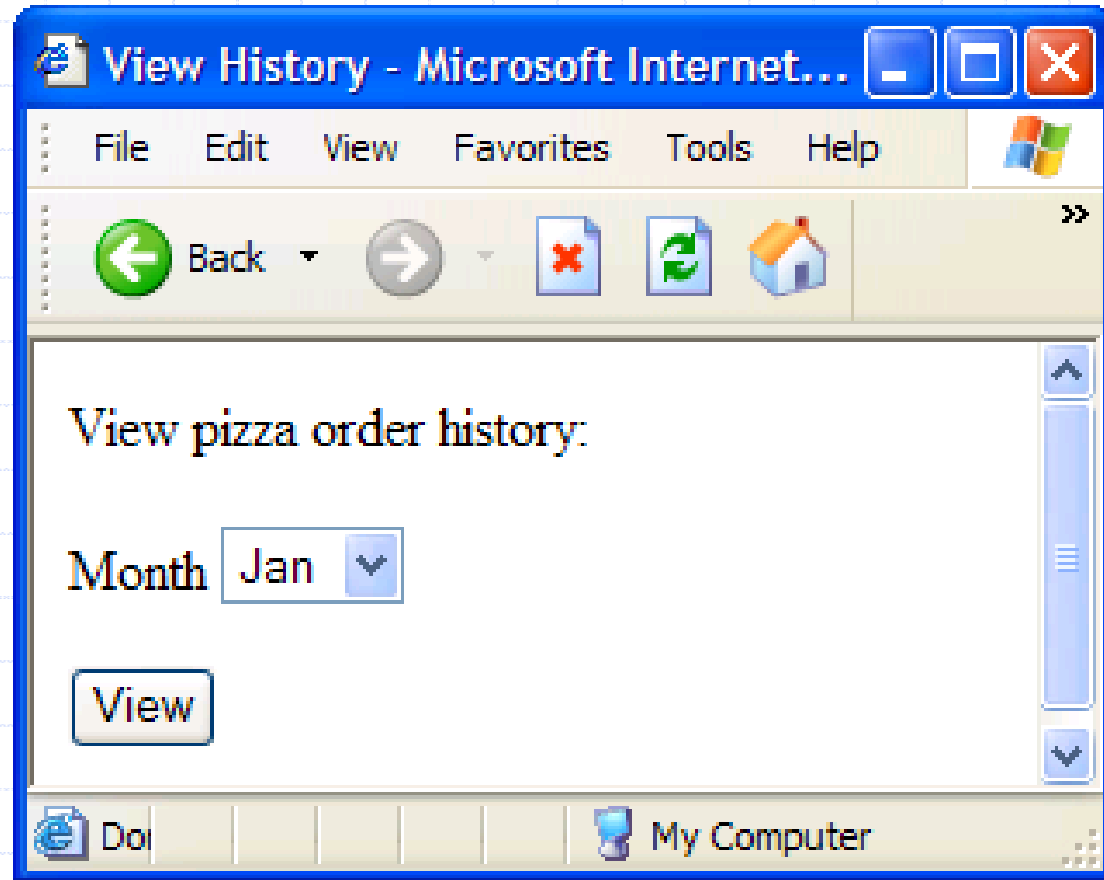 View History - Microsoft Internet...
File Edit View Favorites Tools Help
Back
View pizza order history:
Month Jan
View
My Computer